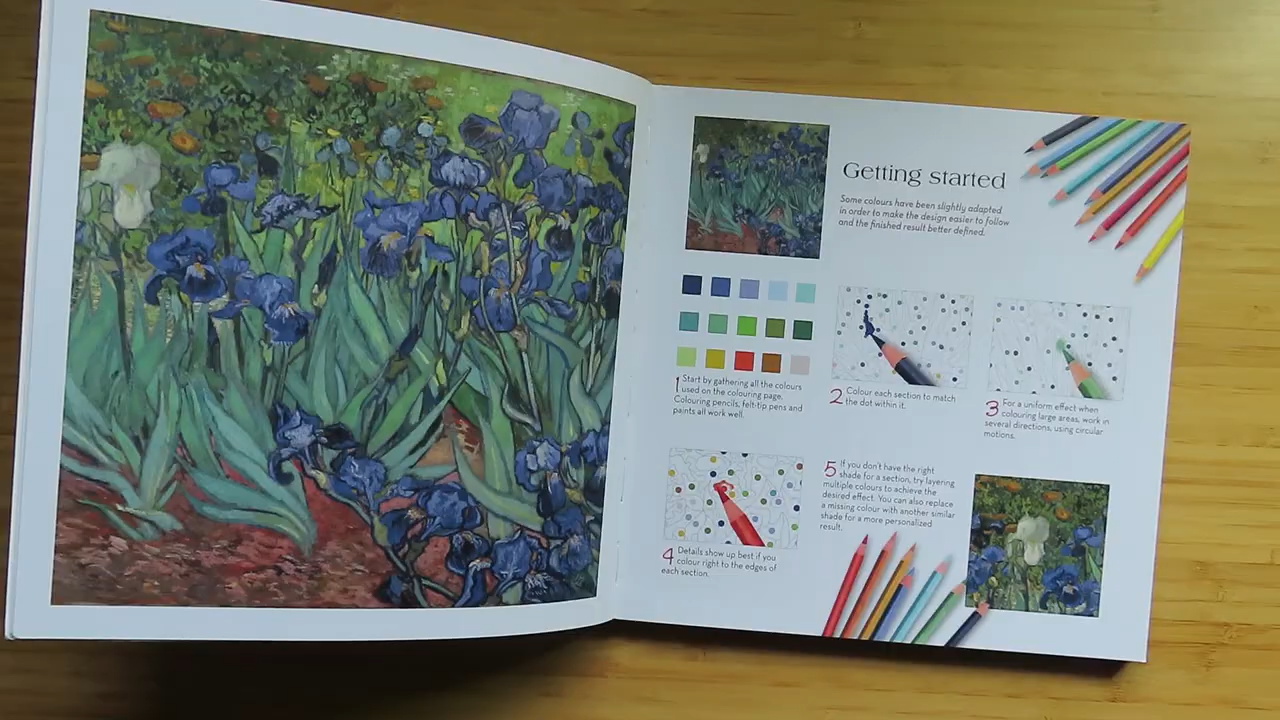 Getting started
Some colours have been slightly adapted
in order to make the design easier to follow
and the finished result better defined.
1 Start by gathering all the colours
used on the colouring page.
Colouring pencils, felt-tip pens and
paints all work well.
2 Colour each section to match
the dot within it.
3 For a uniform effect when
colouring large areas, work in
several directions, using circular
motions.
4 Details show up best if you
colour right to the edges of
each section.
5 If you don't have the right
shade for a section, try layering
multiple colours to achieve the
desired effect. You can also replace
a missing colour with another similar
shade for a more personalized
result.